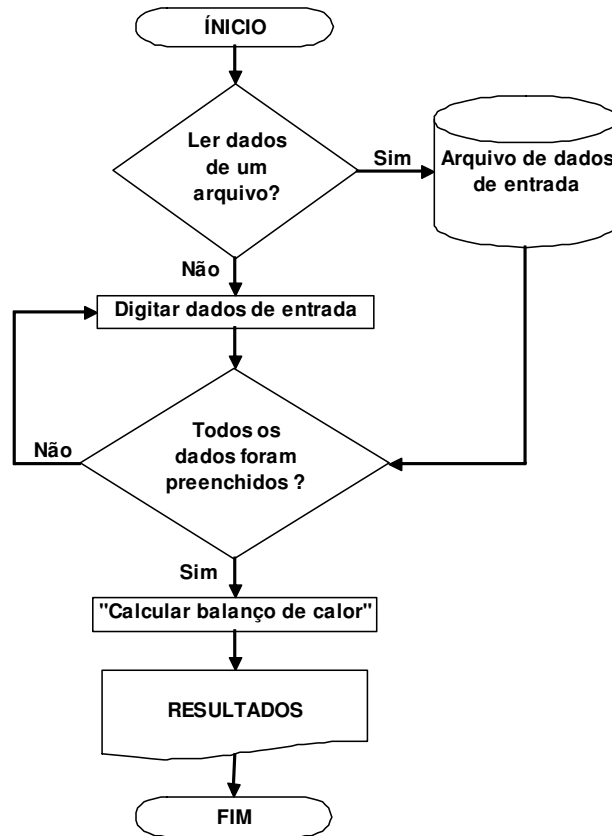 ÍNICIO
Ler dados
de um
arquivo?
Sim
Arquivo de dados
de entrada
Não
Digitar dados de entrada
Todos os
dados foram
preenchidos ?
Não
Sim
"Calcular balanço de calor"
RESULTADOS
FIM